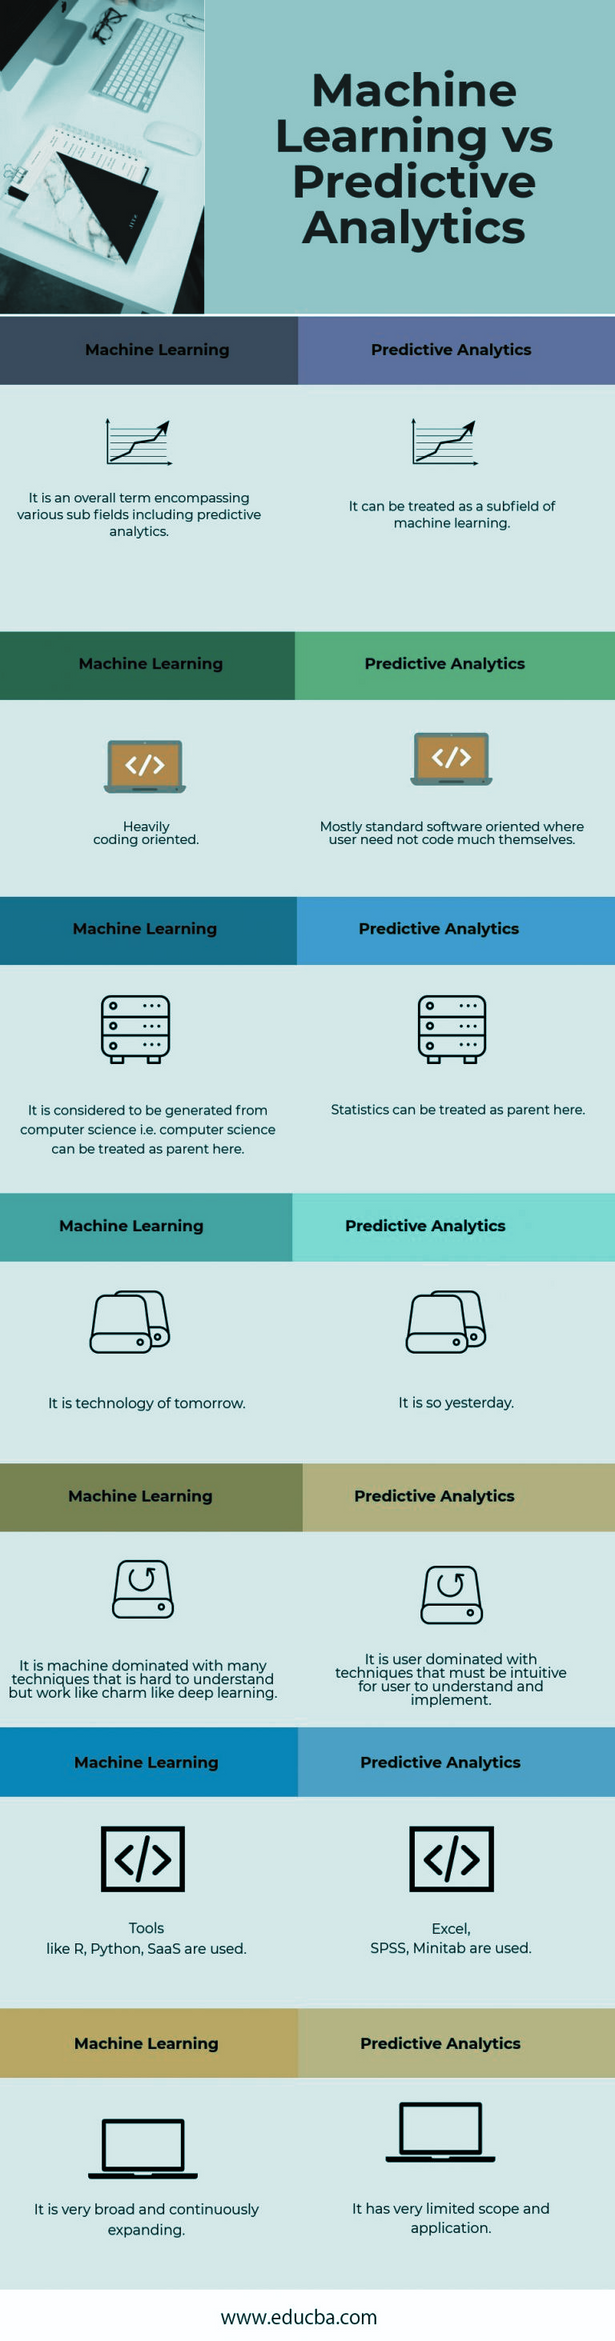 Machine
Learning vs
Predictive
Analytics
Machine Learning
Predictive Analytics
It is an overall term encompassing
various sub fields including predictive
analytics.
It can be treated as a subfield of
machine learning.
Machine Learning
Predictive Analytics
</>
</>
Heavily
coding oriented.
Mostly standard software oriented where
user need not code much themselves.
Machine Learning
Predictive Analytics
It is considered to be generated from
computer science i.e. computer science
can be treated as parent here.
Statistics can be treated as parent here.
Machine Learning
Predictive Analytics
It is technology of tomorrow.
It is so yesterday.
Machine Learning
Predictive Analytics
It is machine dominated with many
techniques that is hard to understand
but work like charm like deep learning.
It is user dominated with
techniques that must be intuitive
for user to understand and
implement.
Machine Learning
Predictive Analytics
</>
</>
Tools
like R, Python, SaaS are used.
Excel,
SPSS, Minitab are used.
Machine Learning
Predictive Analytics
It is very broad and continuously
expanding.
It has very limited scope and
application.
www.educba.com